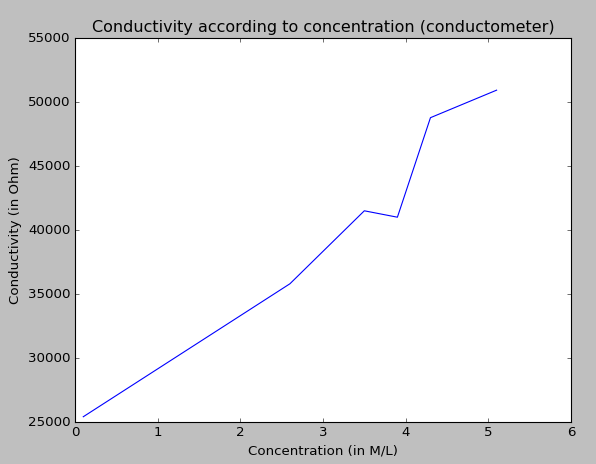 Conductivity according to concentration (conductometer)
55000
50000
45000
40000
35000
30000
25000
Conductivity (in Ohm)
0 1 2 3 4 5 6
Concentration (in M/L)